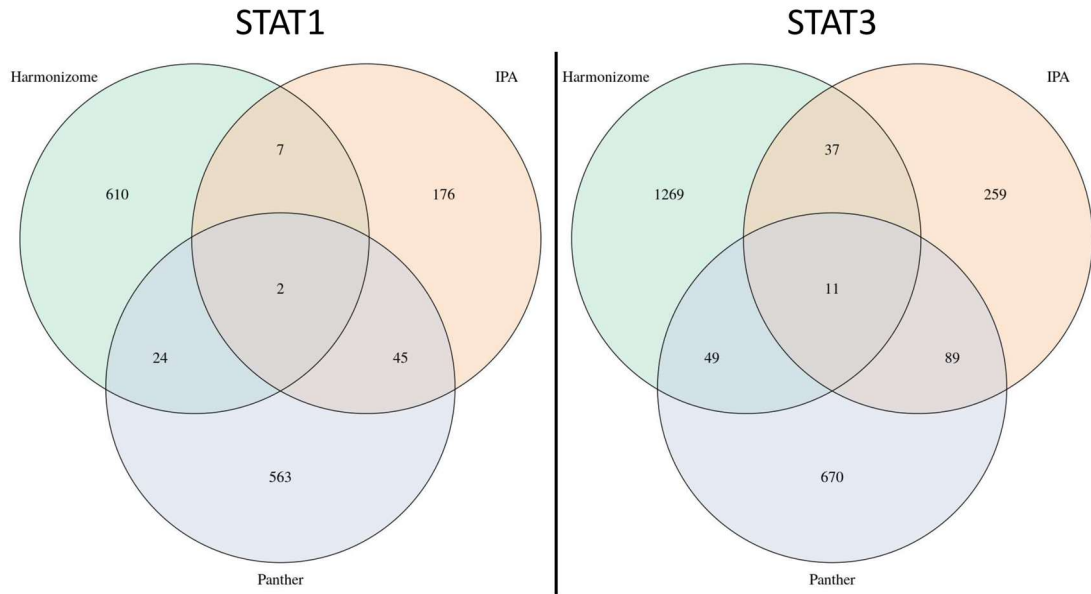 STAT1
Harmonizome
IPA
7
610
176
2
24
45
563
Panther
STAT3
Harmonizome
IPA
37
1269
259
11
49
89
670
Panther